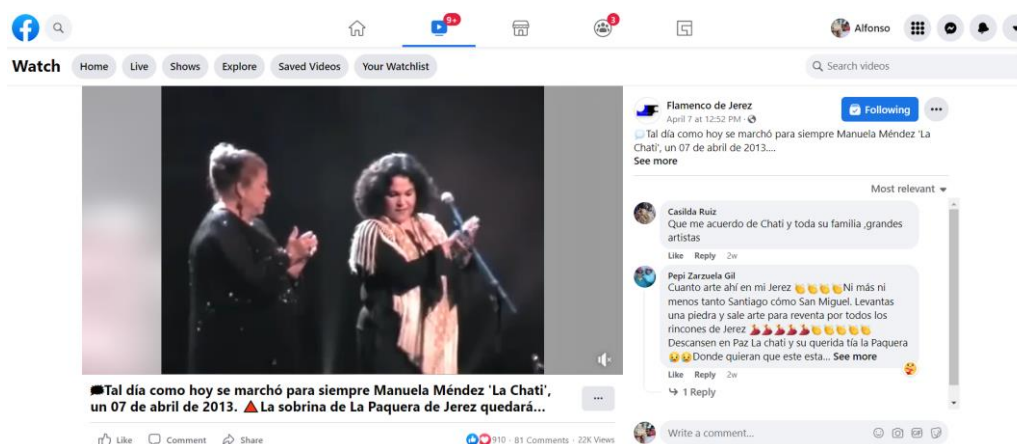 9+
3
Alfonso
Watch
Home
Live
Shows
Explore
Saved Videos
Your Watchlist
Search videos
Flamenco de Jerez
April 7 at 12:52 PM ·
Following
Tal día como hoy se marchó para siempre Manuela Méndez 'La
Chati', un 07 de abril de 2013....
See more
Most relevant
Casilda Ruiz
Que me acuerdo de Chati y toda su familia ,grandes
artistas
Like Reply 2w
Pepi Zarzuela Gil
Cuanto arte ahí en mi Jerez 👏👏👏👏Ni más ni
menos tanto Santiago cómo San Miguel. Levantas
una piedra y sale arte para reventa por todos los
rincones de Jerez 💃💃💃💃💃👏👏👏👏👏
Descansen en Paz La chati y su querida tía la Paquera
😢😢Donde quieran que este esta... See more
Like Reply 2w
1 Reply
Write a comment...
GIF
Tal día como hoy se marchó para siempre Manuela Méndez 'La Chati',
un 07 de abril de 2013. 🔺La sobrina de La Paquera de Jerez quedará...
Like Comment Share
910 · 81 Comments · 22K Views